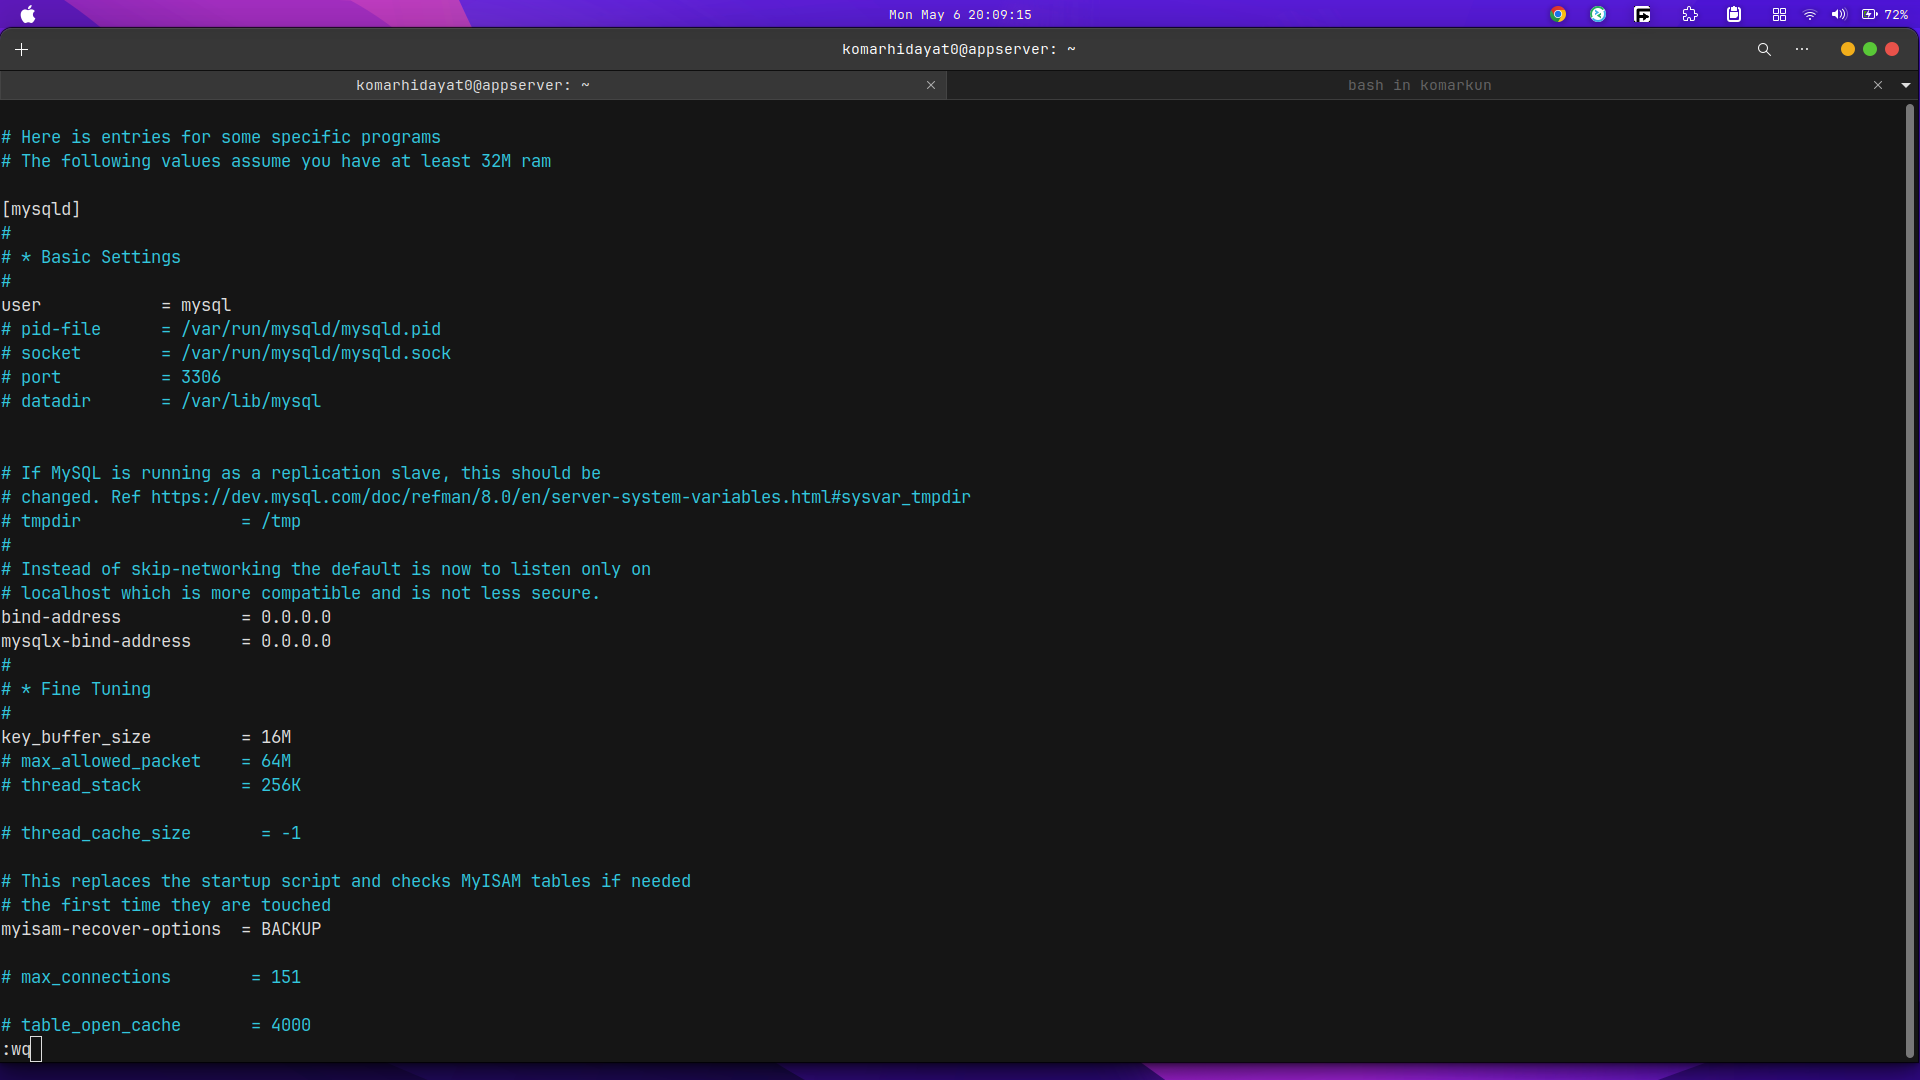 Mon May 6 20:09:15
72%
komarhidayat0@appserver: ~
komarhidayat0@appserver: ~
bash in komarkun
# Here is entries for some specific programs
# The following values assume you have at least 32M ram
[mysqld]
#
# * Basic Settings
#
user            = mysql
# pid-file      = /var/run/mysqld/mysqld.pid
# socket        = /var/run/mysqld/mysqld.sock
# port          = 3306
# datadir       = /var/lib/mysql
# If MySQL is running as a replication slave, this should be
# changed. Ref https://dev.mysql.com/doc/refman/8.0/en/server-system-variables.html#sysvar_tmpdir
# tmpdir                = /tmp
#
# Instead of skip-networking the default is now to listen only on
# localhost which is more compatible and is not less secure.
bind-address            = 0.0.0.0
mysqlx-bind-address     = 0.0.0.0
#
# * Fine Tuning
#
key_buffer_size         = 16M
# max_allowed_packet    = 64M
# thread_stack          = 256K
# thread_cache_size       = -1
# This replaces the startup script and checks MyISAM tables if needed
# the first time they are touched
myisam-recover-options  = BACKUP
# max_connections        = 151
# table_open_cache       = 4000
:wq